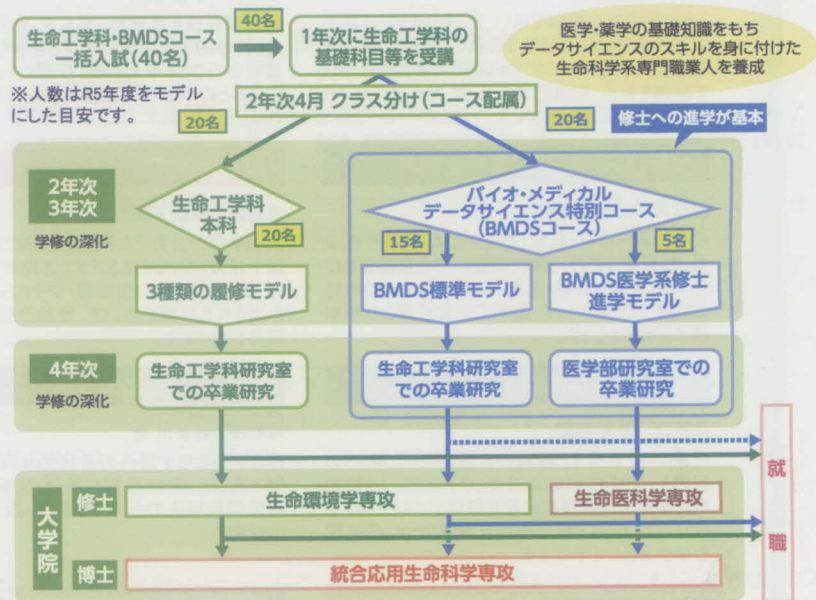 40名
生命工学科・BMDSコース
一括入試(40名)
1年次に生命工学科の
基礎科目等を受講
医学・薬学の基礎知識をもち
データサイエンスのスキルを身に付けた
生命科学系専門職業人を養成
※人数はR5年度をモデル
にした目安です。
2年次4月 クラス分け(コース配属)
20名
20名
修士への進学が基本
2年次
3年次
学修の深化
生命工学科
本科
20名
バイオ・メディカル
データサイエンス特別コース
(BMDSコース)
15名
5名
3種類の履修モデル
BMDS標準モデル
BMDS医学系修士
進学モデル
4年次
学修の深化
生命工学科研究室
での卒業研究
生命工学科研究室
での卒業研究
医学部研究室での
卒業研究
就職
大学院
修士
生命環境学専攻
生命医科学専攻
博士
統合応用生命科学専攻